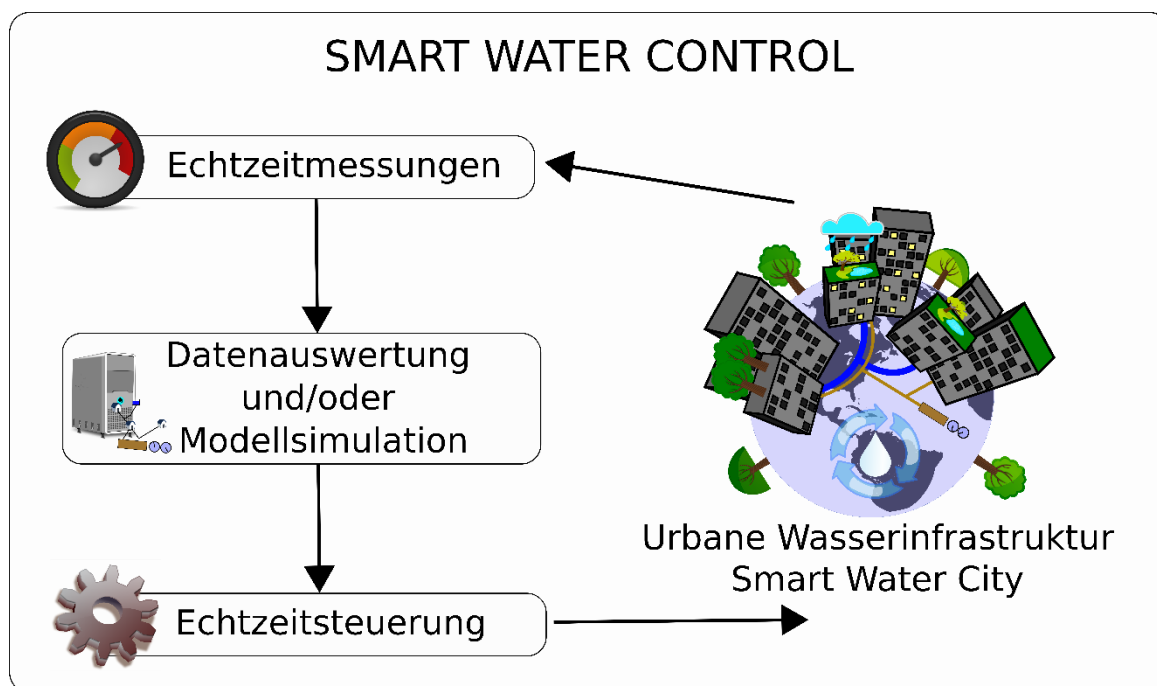 SMART WATER CONTROL
Echtzeitmessungen
Datenauswertung
und/oder
Modellsimulation
Echtzeitsteuerung
Urbane Wasserinfrastruktur
Smart Water City